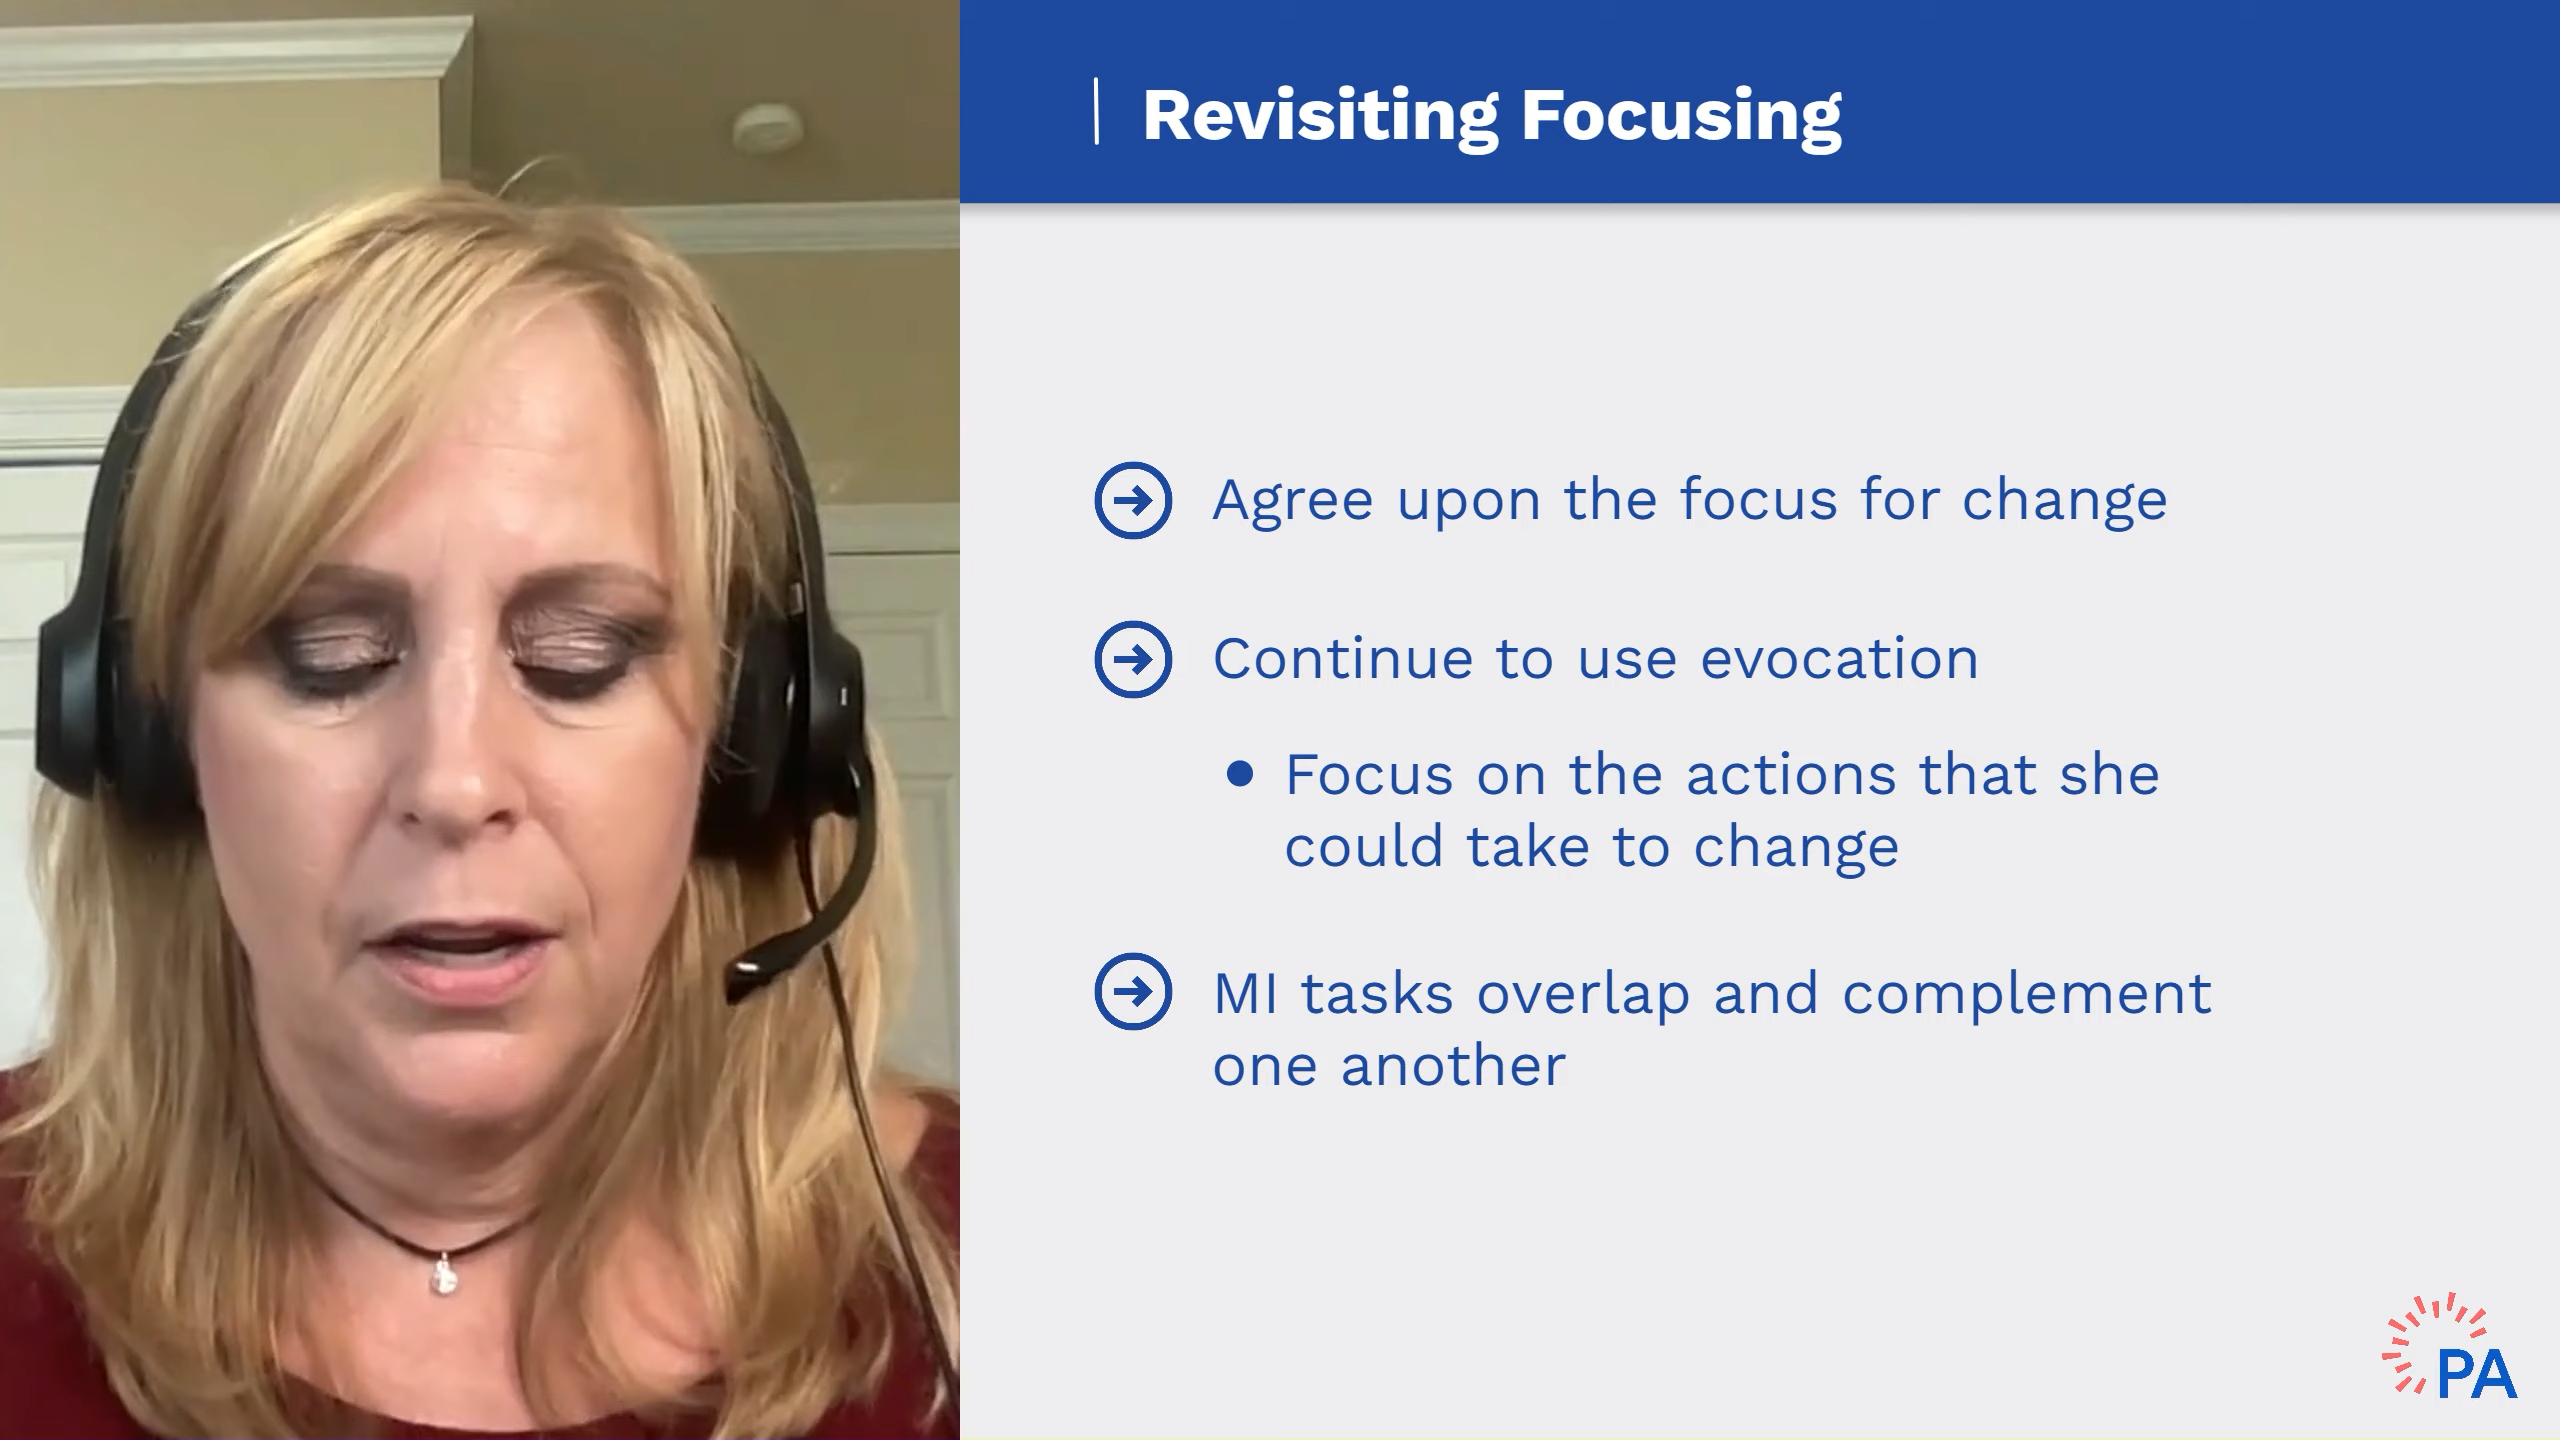 Revisiting Focusing
Agree upon the focus for change
Continue to use evocation
Focus on the actions that she
could take to change
MI tasks overlap and complement
one another
PA